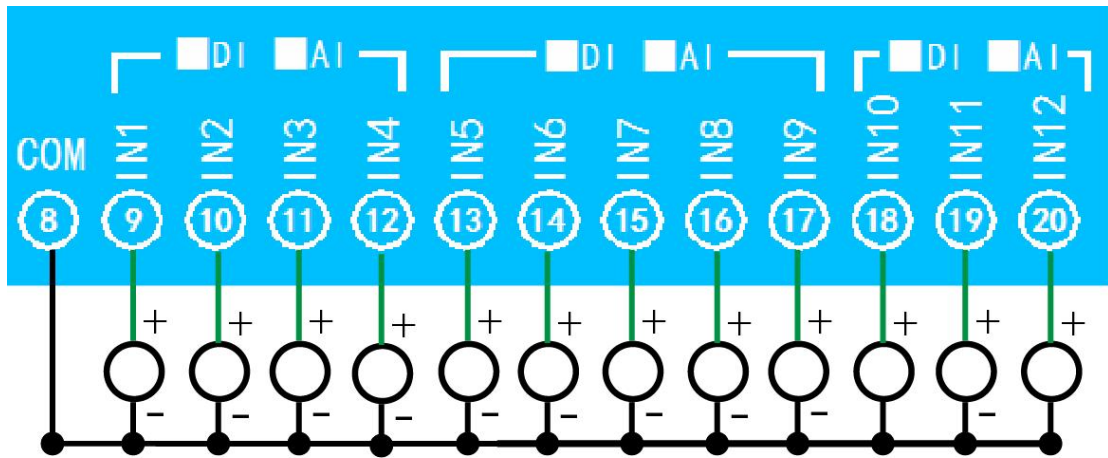 DI AI DI AI DI AI
COM IN1 IN2 IN3 IN4 IN5 IN6 IN7 IN8 IN9 IN10 IN11 IN12
8 9 10 11 12 13 14 15 16 17 18 19 20
+ + + + + + + + + + + +
- - - - - - - - - -